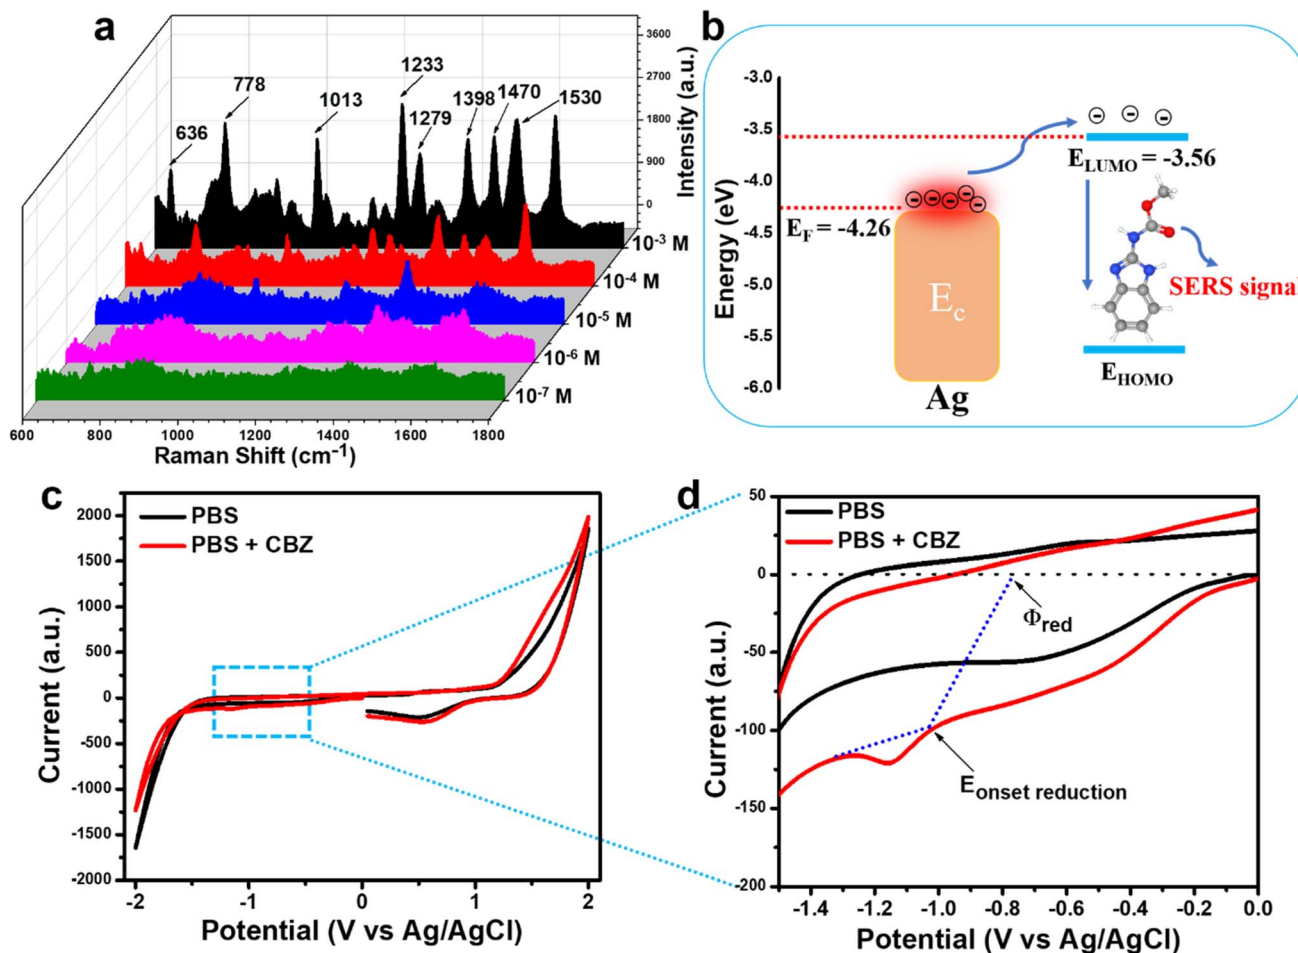 a
636
778
1013
1233
1279
1398
1470
1530
3600
2700
1800
900
0
Intensity (a.u.)
10-3 M
10-4 M
10-5 M
10-6 M
10-7 M
600
800
1000
1200
1400
1600
1800
Raman Shift (cm-1)
b
-3.0
-3.5
-4.0
-4.5
-5.0
-5.5
-6.0
Energy (eV)
EF = -4.26
Ec
Ag
ELUMO = -3.56
SERS signal
EHOMO
c
PBS
PBS + CBZ
2000
1500
1000
500
0
-500
-1000
-1500
-2000
Current (a.u.)
-2
-1
0
1
2
Potential (V vs Ag/AgCl)
d
PBS
PBS + CBZ
50
0
-50
-100
-150
-200
Current (a.u.)
Φred
Eonset reduction
-1.4
-1.2
-1.0
-0.8
-0.6
-0.4
-0.2
0.0
Potential (V vs Ag/AgCl)